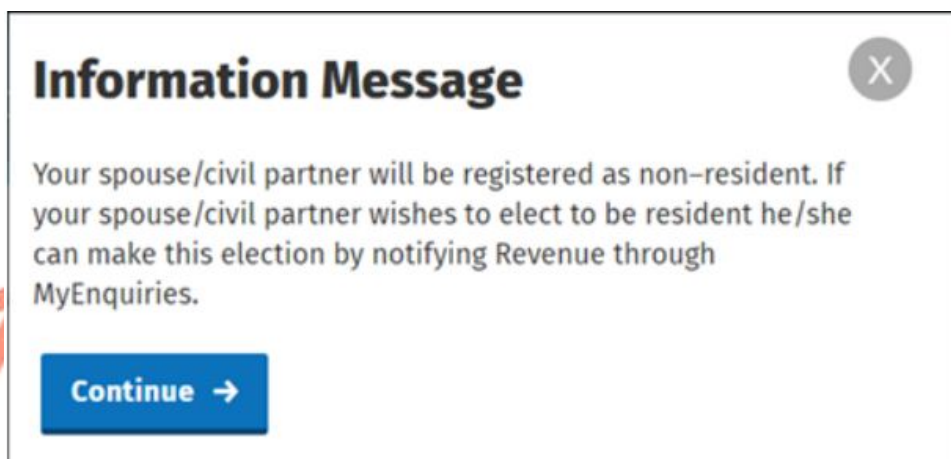 Information Message
X
Your spouse/civil partner will be registered as non-resident. If
your spouse/civil partner wishes to elect to be resident he/she
can make this election by notifying Revenue through
MyEnquiries.
Continue →